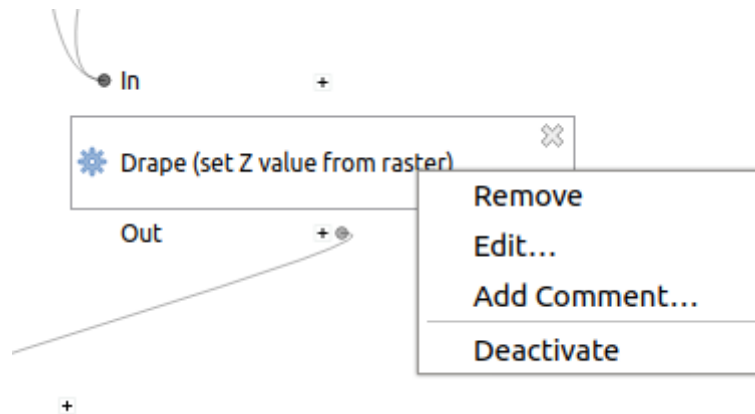 In +
Drape (set Z value from raster)
Remove
Out +
Edit...
Add Comment...
Deactivate
+